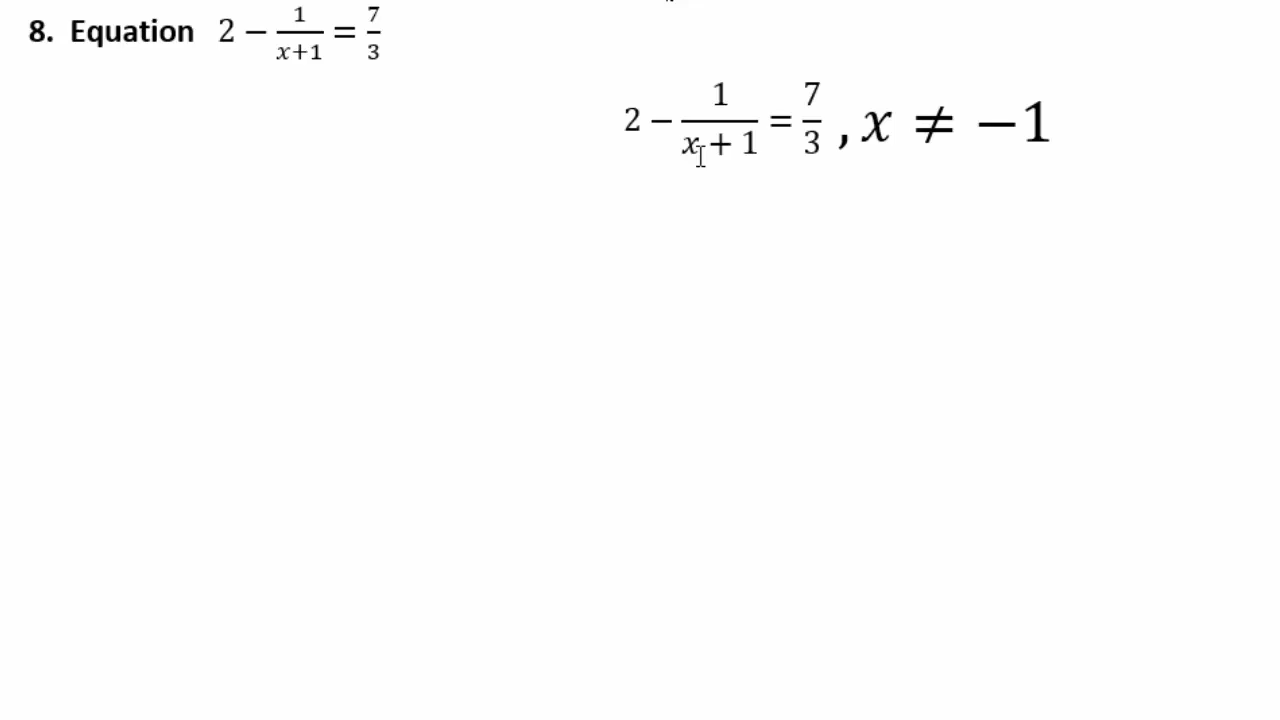 8. Equation 2 − 1/(x+1) = 7/3
2 − 1/(x + 1) = 7/3 , x ≠ −1